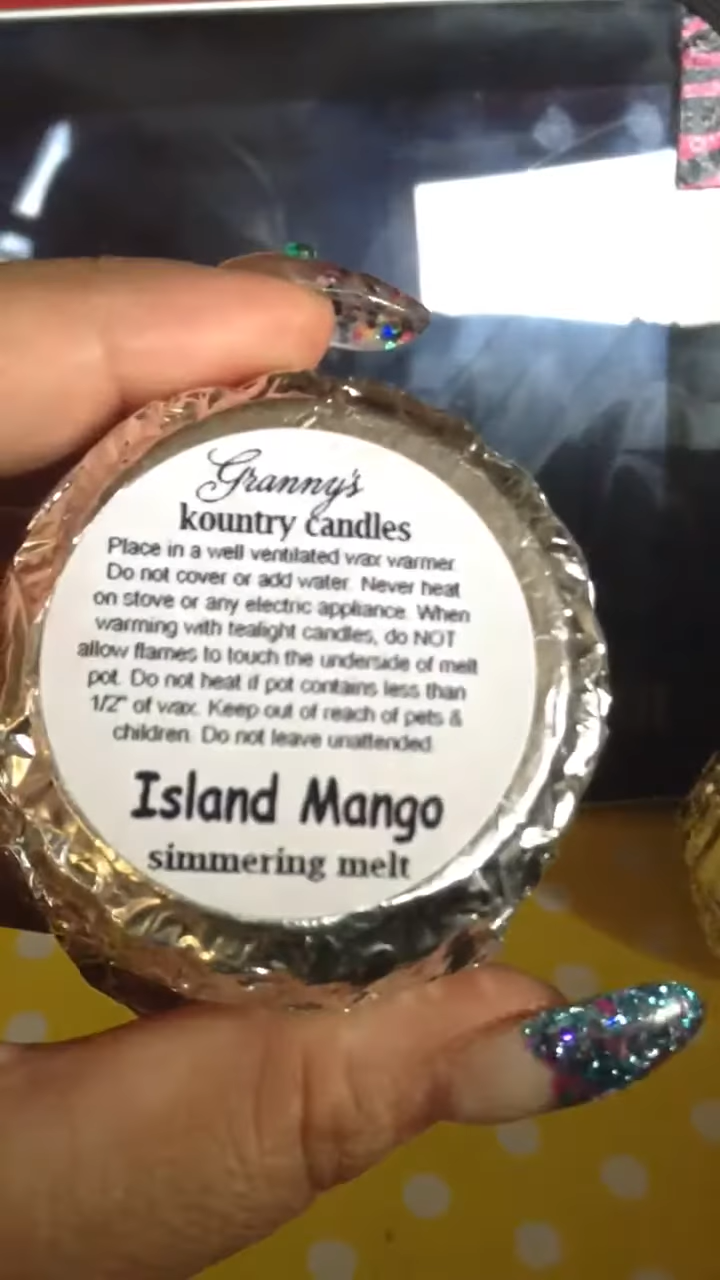 Granny's
kountry candles
Place in a well ventilated wax warmer.
Do not cover or add water. Never heat
on stove or any electric appliance. When
warming with tealight candles, do NOT
allow flames to touch the underside of melt
pot. Do not heat if pot contains less than
1/2" of wax. Keep out of reach of pets &
children. Do not leave unattended.
Island Mango
simmering melt